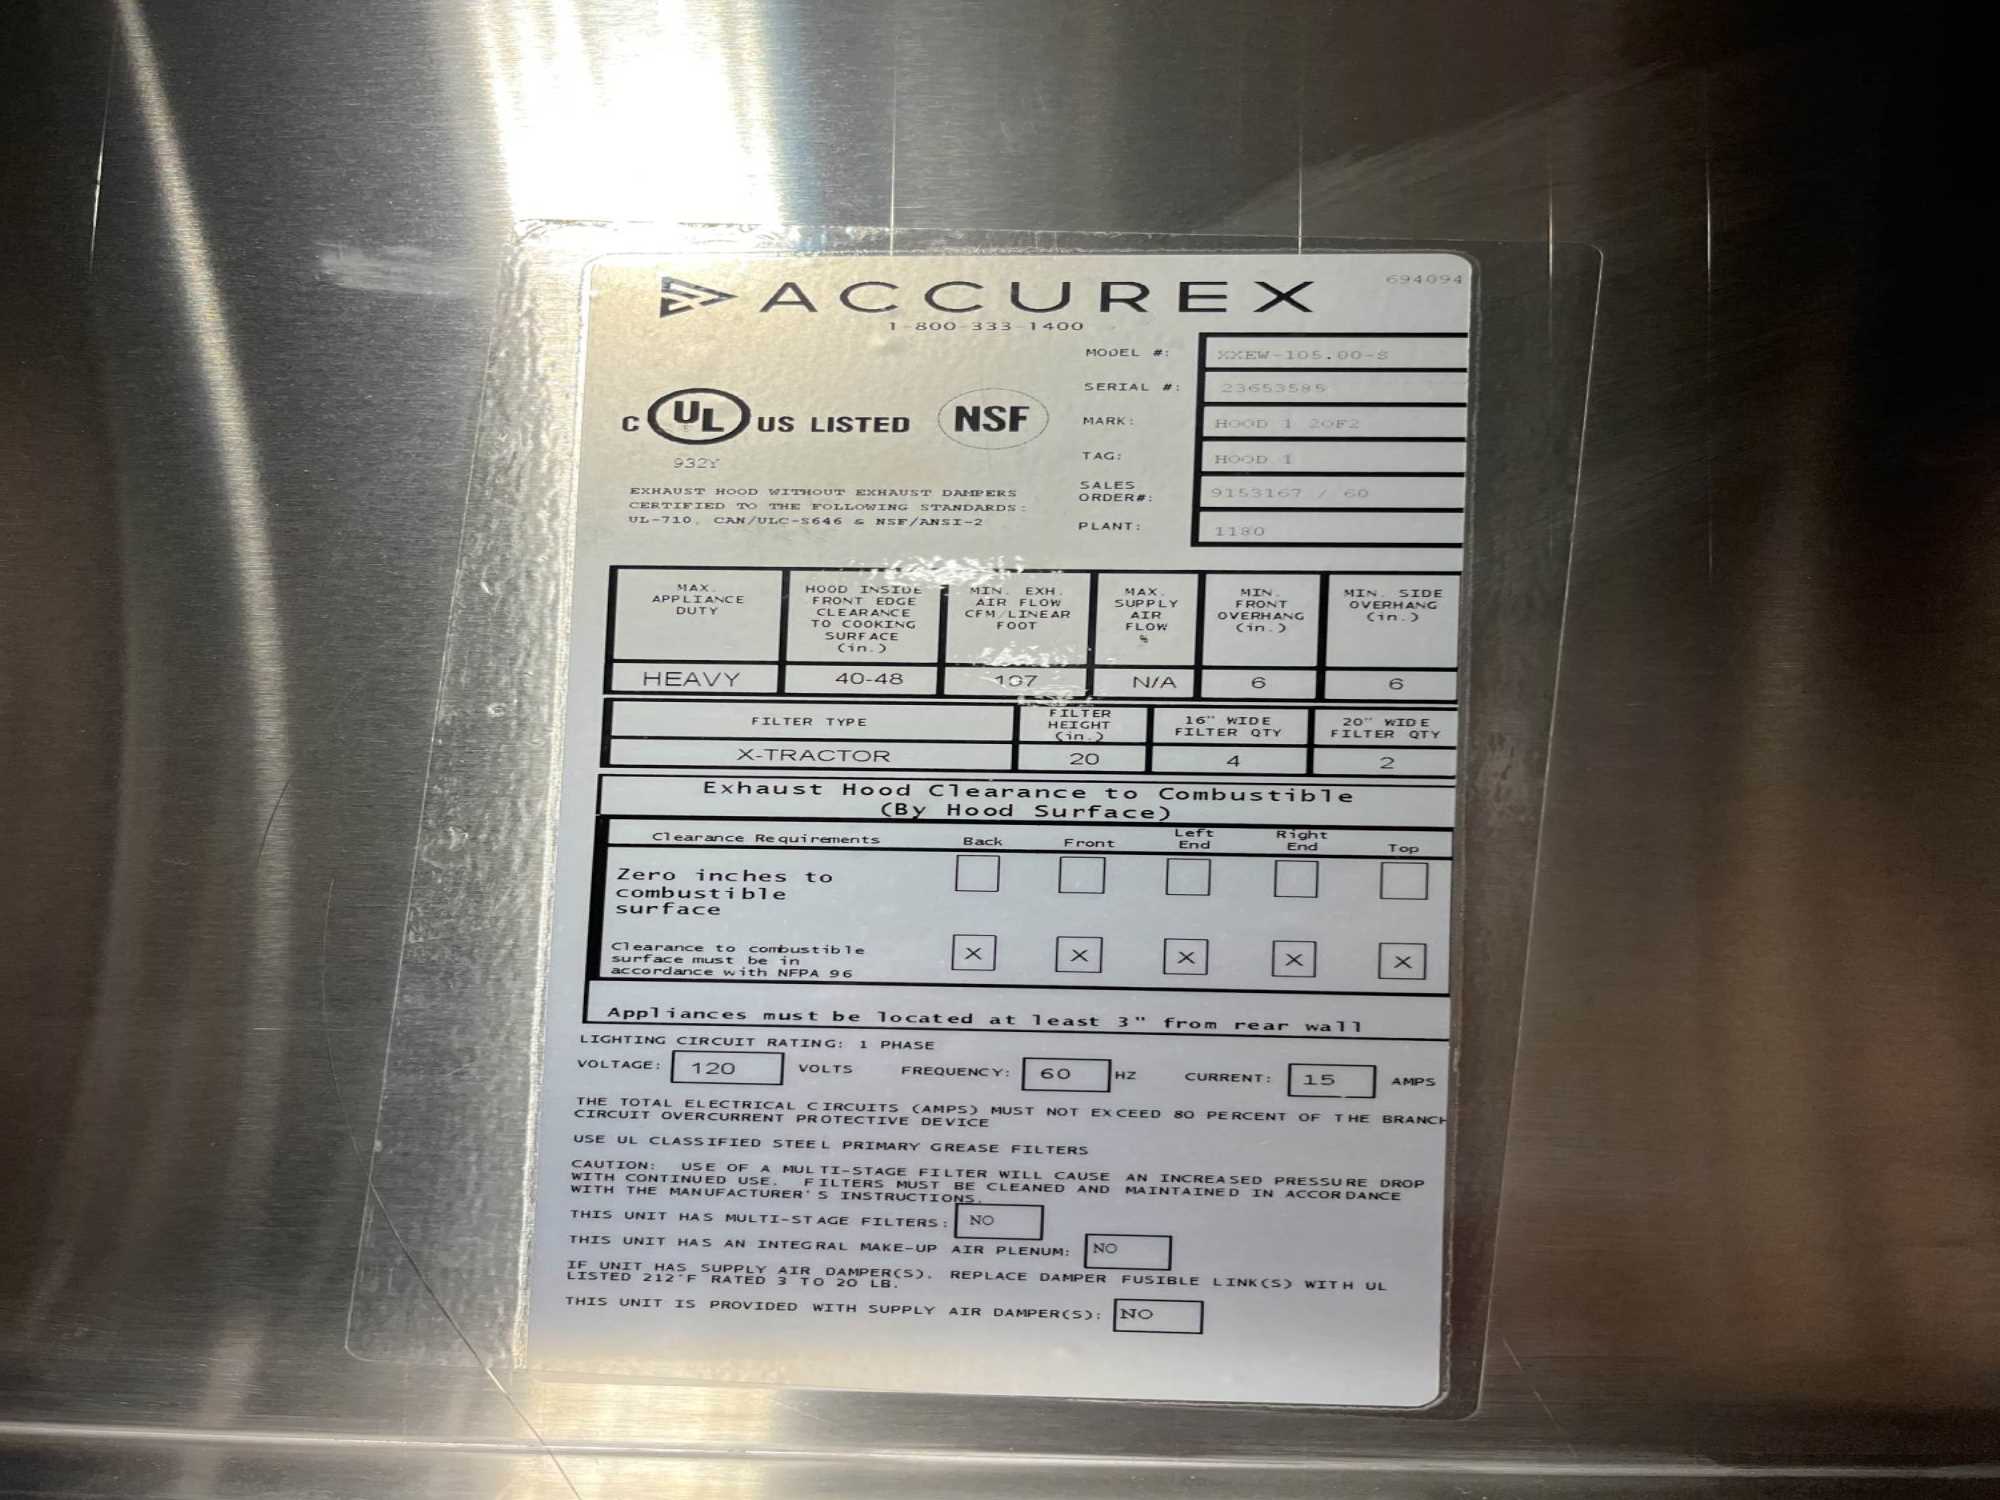 ACCUREX
694094
1-800-333-1400
MODEL #: XXEW-105.00-S
SERIAL #: 23653585
MARK: HOOD 1 2OF2
TAG: HOOD 1
SALES ORDER#: 9153167 / 60
PLANT: 1180
C UL US LISTED NSF
932Y
EXHAUST HOOD WITHOUT EXHAUST DAMPERS
CERTIFIED TO THE FOLLOWING STANDARDS:
UL-710, CAN/ULC-S646 & NSF/ANSI-2
MAX. APPLIANCE DUTY
HOOD INSIDE FRONT EDGE CLEARANCE TO COOKING SURFACE (in.)
MIN. EXH. AIR FLOW CFM/LINEAR FOOT
MAX. SUPPLY AIR FLOW %
MIN. FRONT OVERHANG (in.)
MIN. SIDE OVERHANG (in.)
HEAVY 40-48 107 N/A 6 6
FILTER TYPE
FILTER HEIGHT (in.)
16" WIDE FILTER QTY
20" WIDE FILTER QTY
X-TRACTOR 20 4 2
Exhaust Hood Clearance to Combustible
(By Hood Surface)
Clearance Requirements Back Front Left End Right End Top
Zero inches to
combustible
surface
Clearance to combustible
surface must be in
accordance with NFPA 96
X X X X X
Appliances must be located at least 3" from rear wall
LIGHTING CIRCUIT RATING: 1 PHASE
VOLTAGE: 120 VOLTS FREQUENCY: 60 HZ CURRENT: 15 AMPS
THE TOTAL ELECTRICAL CIRCUITS (AMPS) MUST NOT EXCEED 80 PERCENT OF THE BRANCH
CIRCUIT OVERCURRENT PROTECTIVE DEVICE
USE UL CLASSIFIED STEEL PRIMARY GREASE FILTERS
CAUTION: USE OF A MULTI-STAGE FILTER WILL CAUSE AN INCREASED PRESSURE DROP
WITH CONTINUED USE. FILTERS MUST BE CLEANED AND MAINTAINED IN ACCORDANCE
WITH THE MANUFACTURER'S INSTRUCTIONS.
THIS UNIT HAS MULTI-STAGE FILTERS: NO
THIS UNIT HAS AN INTEGRAL MAKE-UP AIR PLENUM: NO
IF UNIT HAS SUPPLY AIR DAMPER(S), REPLACE DAMPER FUSIBLE LINK(S) WITH UL
LISTED 212°F RATED 3 TO 20 LB.
THIS UNIT IS PROVIDED WITH SUPPLY AIR DAMPER(S): NO